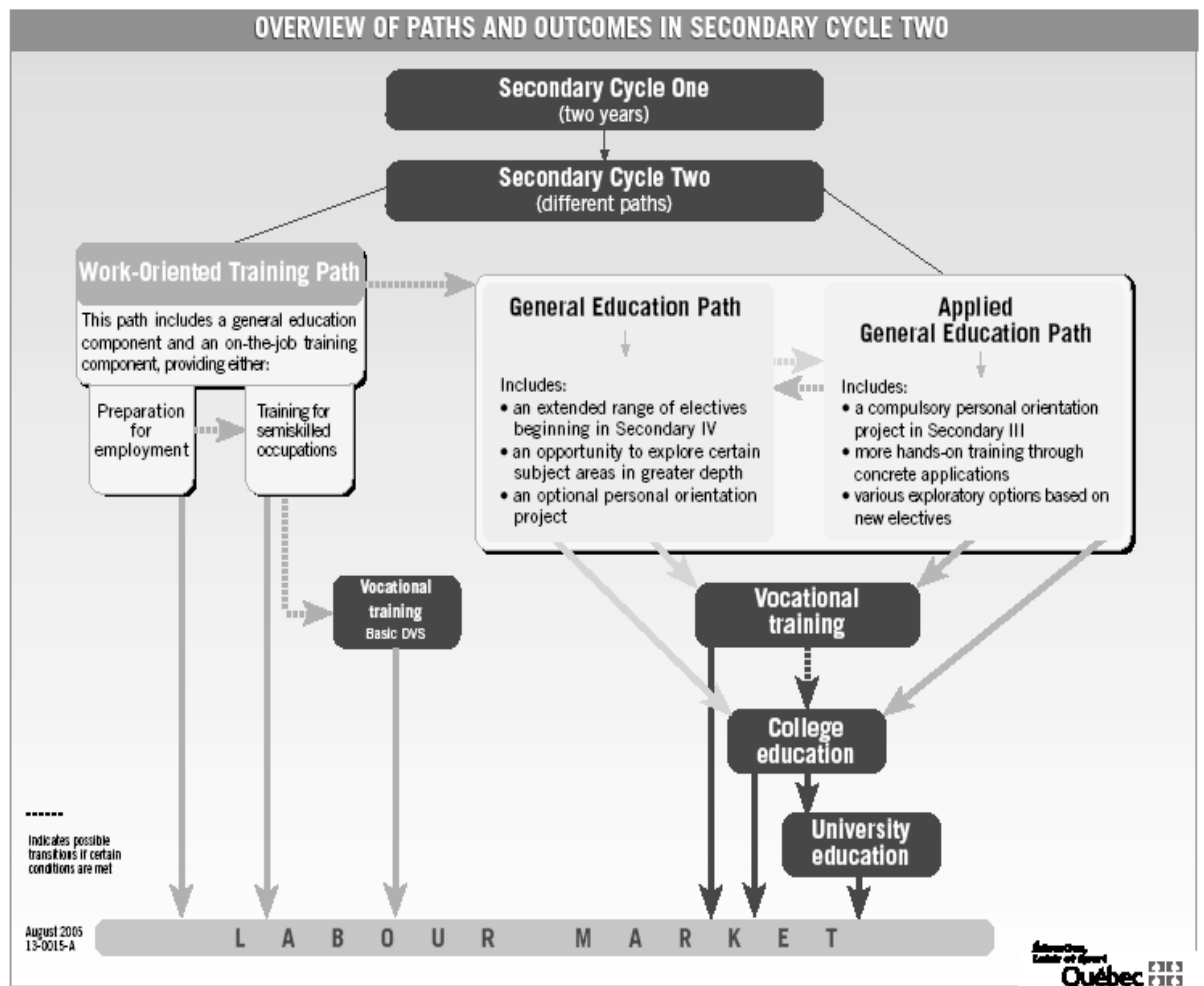 OVERVIEW OF PATHS AND OUTCOMES IN SECONDARY CYCLE TWO
Secondary Cycle One
(two years)
Secondary Cycle Two
(different paths)
Work-Oriented Training Path
This path includes a general education
component and an on-the-job training
component, providing either:
Preparation
for
employment
Training for
semiskilled
occupations
General Education Path
Includes:
• an extended range of electives
beginning in Secondary IV
• an opportunity to explore certain
subject areas in greater depth
• an optional personal orientation
project
Applied
General Education Path
Includes:
• a compulsory personal orientation
project in Secondary III
• more hands-on training through
concrete applications
• various exploratory options based on
new electives
Vocational
training
Basic DVS
Vocational
training
College
education
University
education
Indicates possible
transitions if certain
conditions are met
August 2005
13-0015-A
LABOUR MARKET
Éducation,
Loisir et Sport
Québec